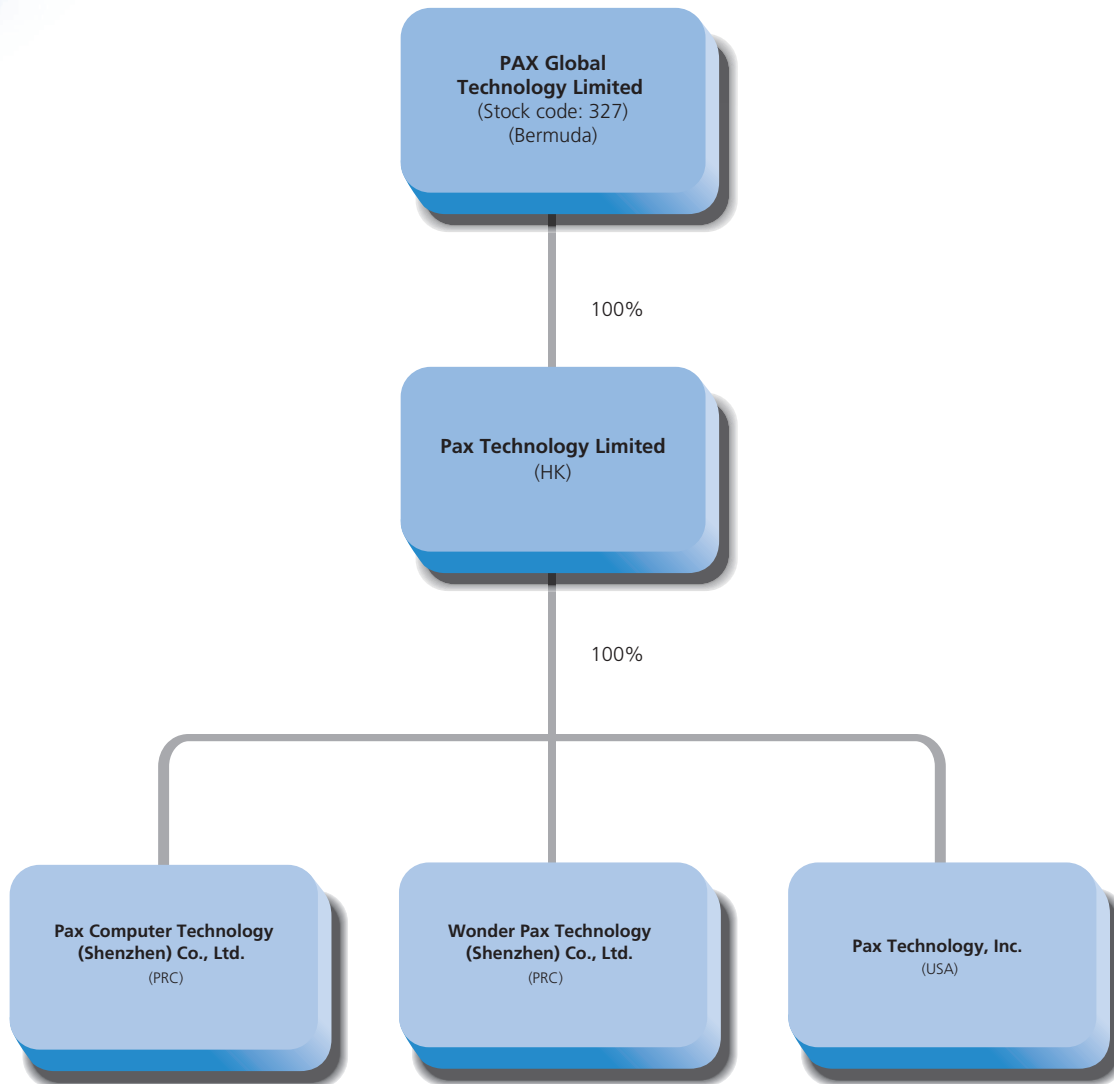 PAX Global
Technology Limited
(Stock code: 327)
(Bermuda)
100%
Pax Technology Limited
(HK)
100%
Pax Computer Technology
(Shenzhen) Co., Ltd.
(PRC)
Wonder Pax Technology
(Shenzhen) Co., Ltd.
(PRC)
Pax Technology, Inc.
(USA)